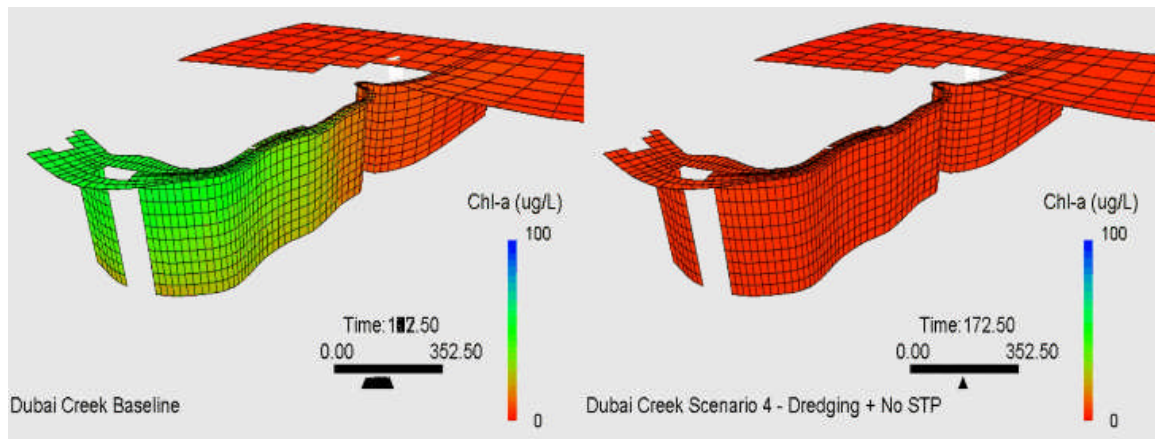 Chl-a (ug/L)
100
Time:
0.00 352.50
0
Dubai Creek Baseline
Chl-a (ug/L)
100
Time:172.50
0.00 352.50
0
Dubai Creek Scenario 4 - Dredging + No STP